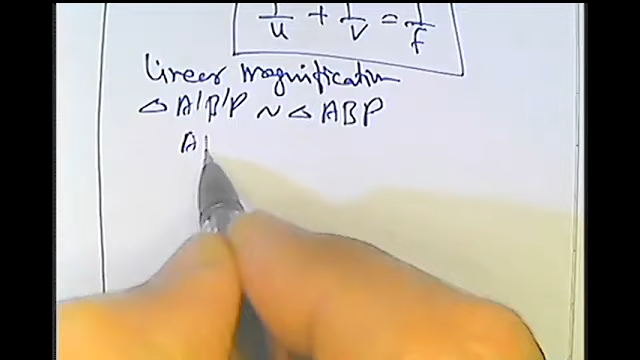 1/u + 1/v = 1/f
Linear magnification
△ A'B'P ~ △ ABP
A